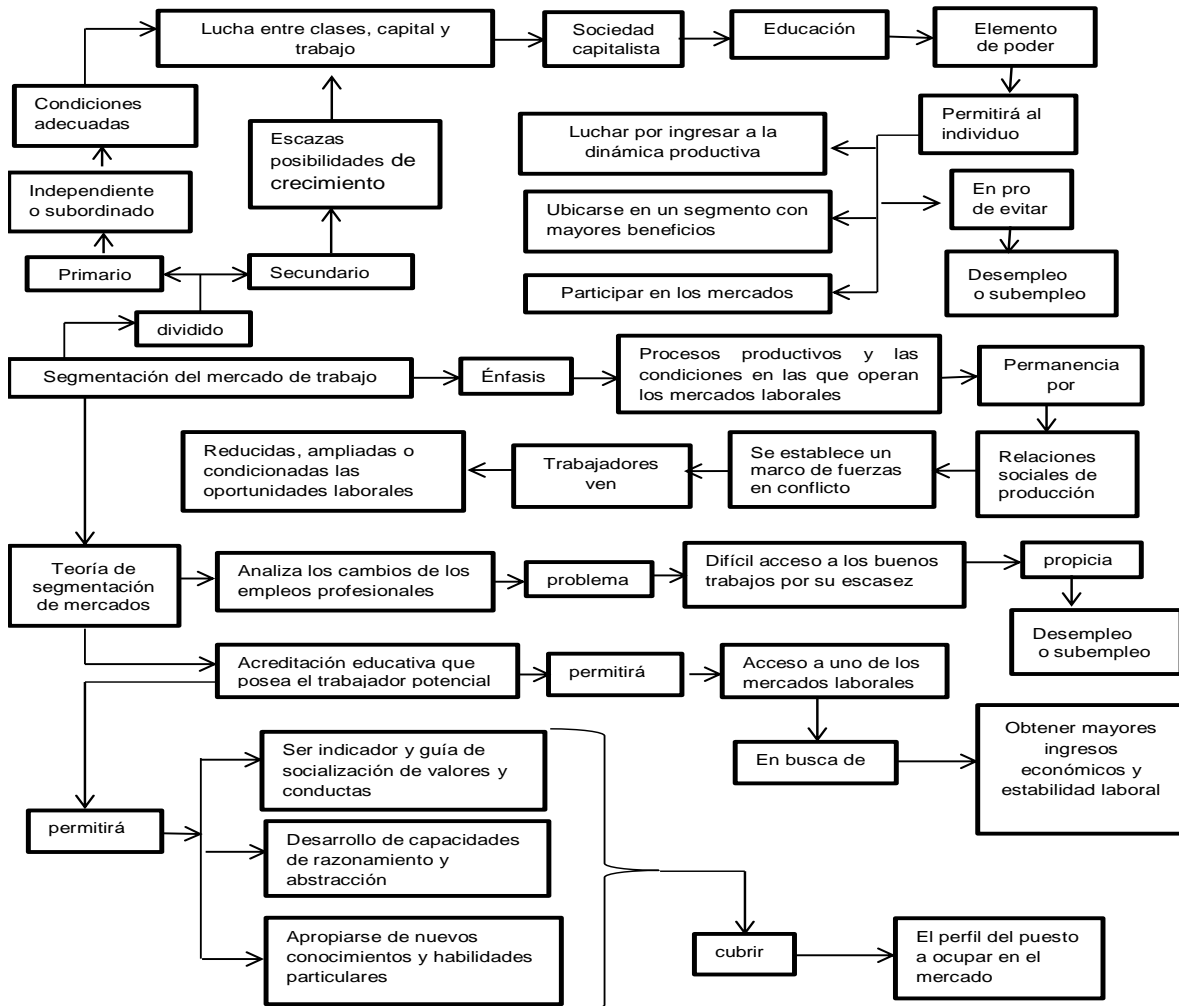 Lucha entre clases, capital y
trabajo
Sociedad
capitalista
Educación
Elemento
de poder
Condiciones
adecuadas
Permitirá al
individuo
Escazas
posibilidades de
crecimiento
Luchar por ingresar a la
dinámica productiva
Independiente
o subordinado
En pro
de evitar
Ubicarse en un segmento con
mayores beneficios
Primario
Secundario
Desempleo
o subempleo
Participar en los mercados
dividido
Segmentación del mercado de trabajo
Énfasis
Procesos productivos y las
condiciones en las que operan
los mercados laborales
Permanencia
por
Reducidas, ampliadas o
condicionadas las
oportunidades laborales
Trabajadores
ven
Se establece un
marco de fuerzas
en conflicto
Relaciones
sociales de
producción
Teoría de
segmentación
de mercados
Analiza los cambios de los
empleos profesionales
problema
Difícil acceso a los buenos
trabajos por su escasez
propicia
Desempleo
o subempleo
Acreditación educativa que
posea el trabajador potencial
permitirá
Acceso a uno de los
mercados laborales
En busca de
Obtener mayores
ingresos
económicos y
estabilidad laboral
permitirá
Ser indicador y guía de
socialización de valores y
conductas
Desarrollo de capacidades
de razonamiento y
abstracción
Apropiarse de nuevos
conocimientos y habilidades
particulares
cubrir
El perfil del puesto
a ocupar en el
mercado